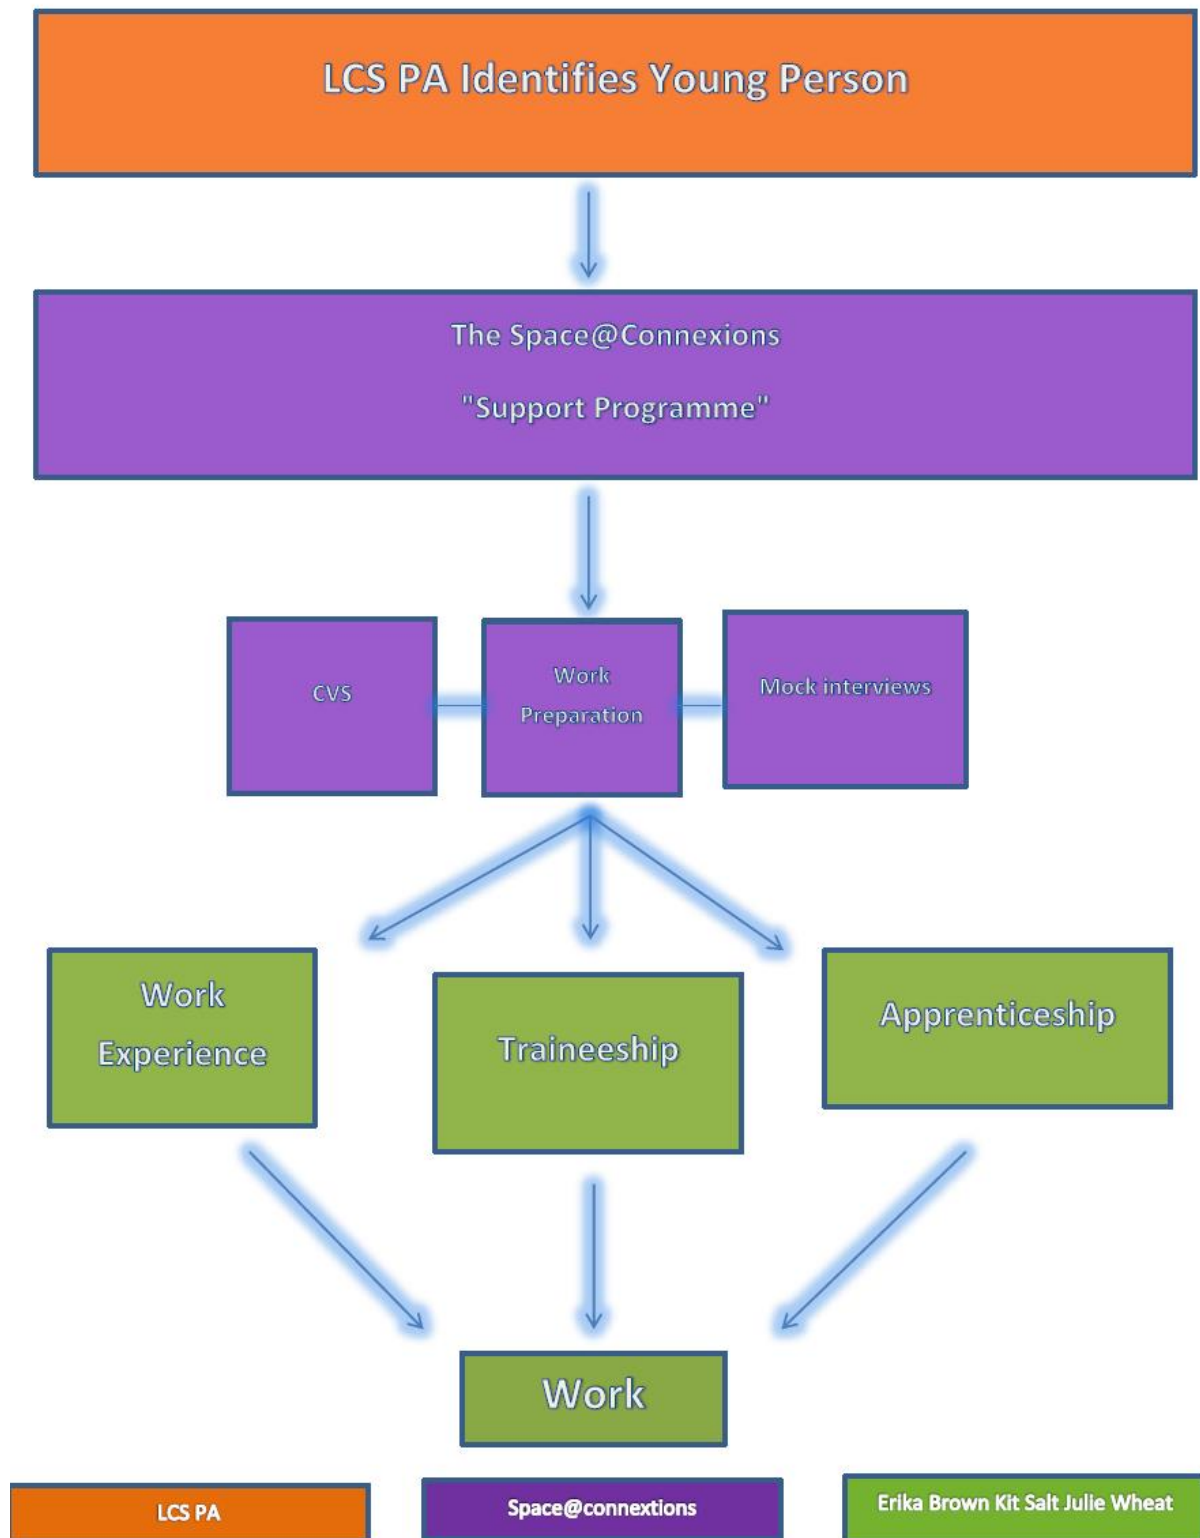 LCS PA Identifies Young Person
The Space@Connexions
"Support Programme"
CVS
Work
Preparation
Mock interviews
Work
Experience
Traineeship
Apprenticeship
Work
LCS PA
Space@connextions
Erika Brown Kit Salt Julie Wheat